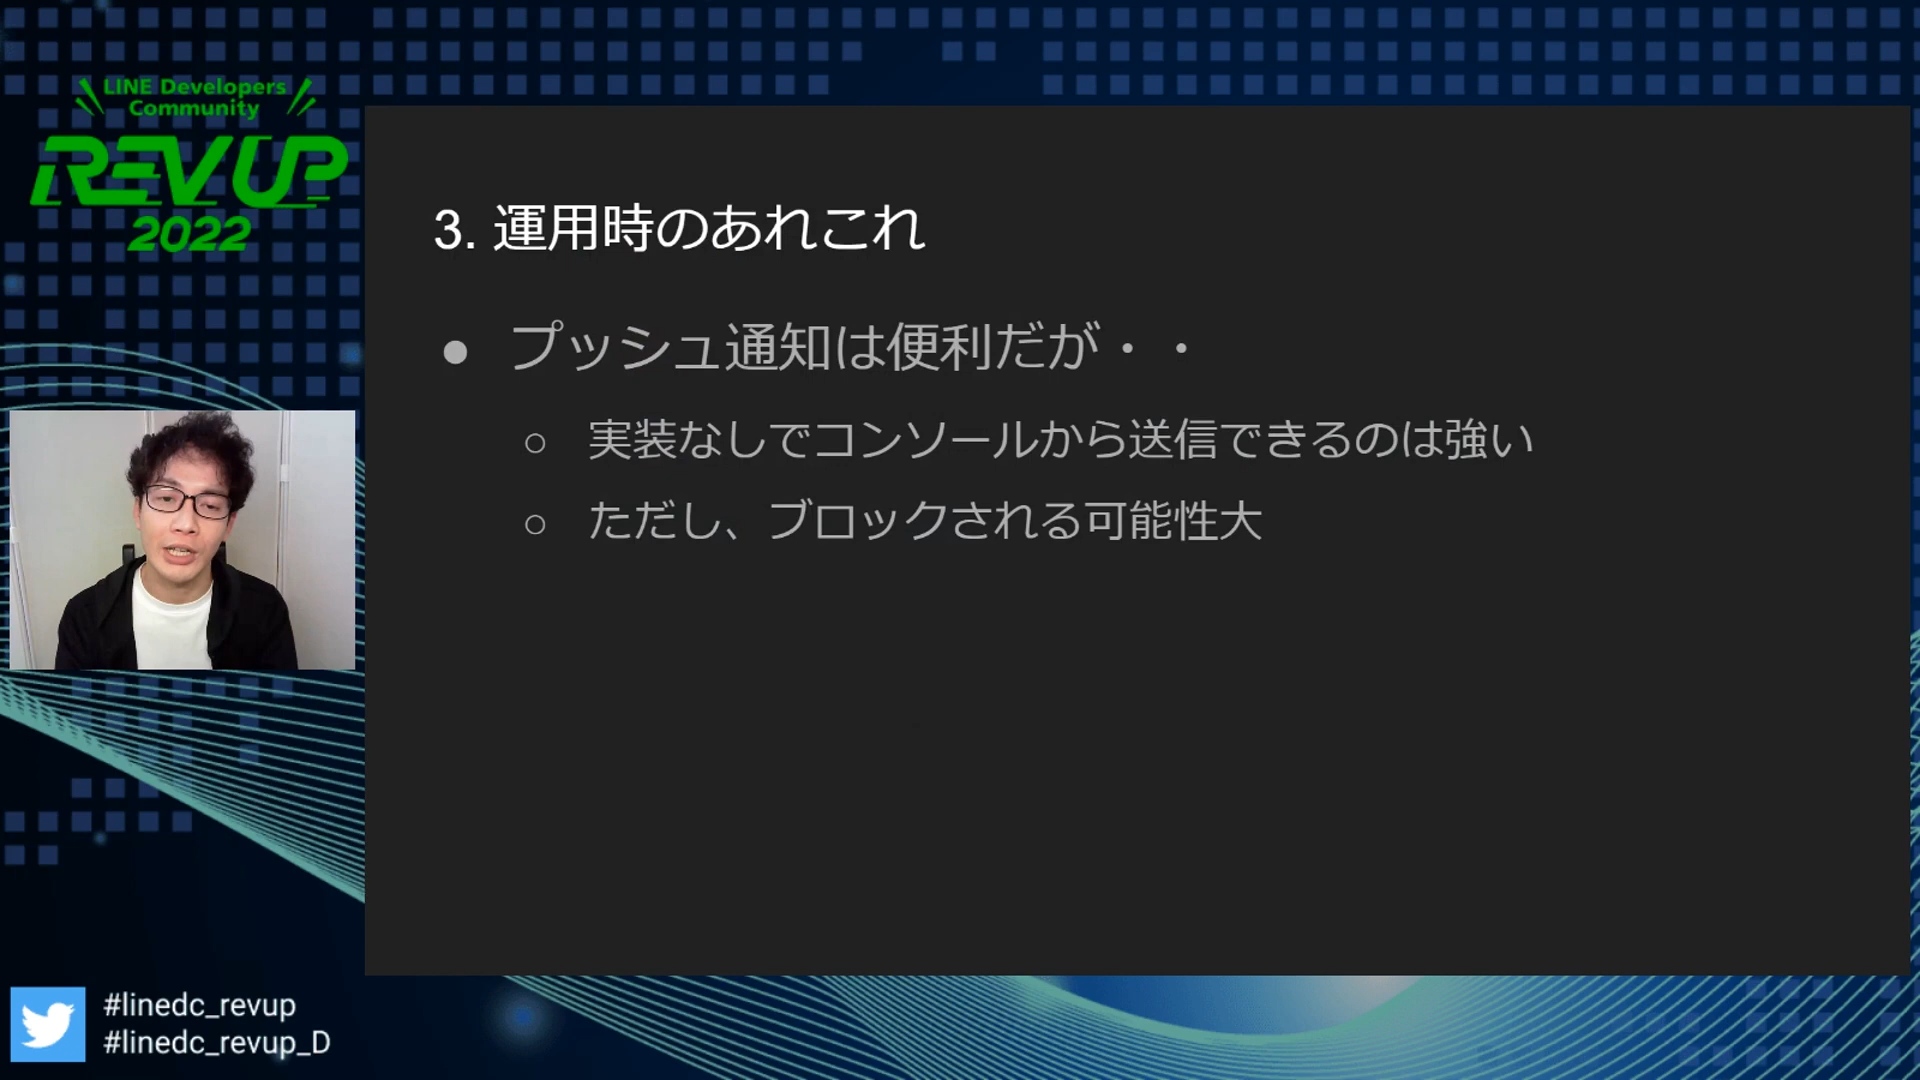 LINE Developers
Community
REVUP
2022
3. 運用時のあれこれ
● プッシュ通知は便利だが・・
○ 実装なしでコンソールから送信できるのは強い
○ ただし、ブロックされる可能性大
#linedc_revup
#linedc_revup_D